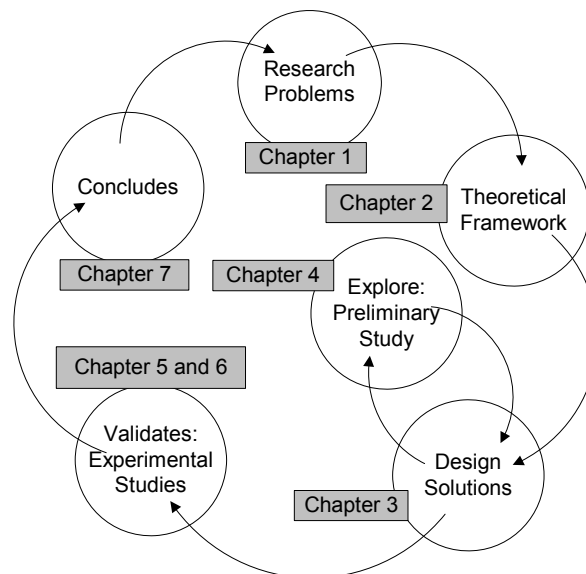 Research
Problems
Chapter 1
Concludes
Chapter 7
Chapter 2
Theoretical
Framework
Chapter 4
Explore:
Preliminary
Study
Chapter 5 and 6
Validates:
Experimental
Studies
Design
Solutions
Chapter 3